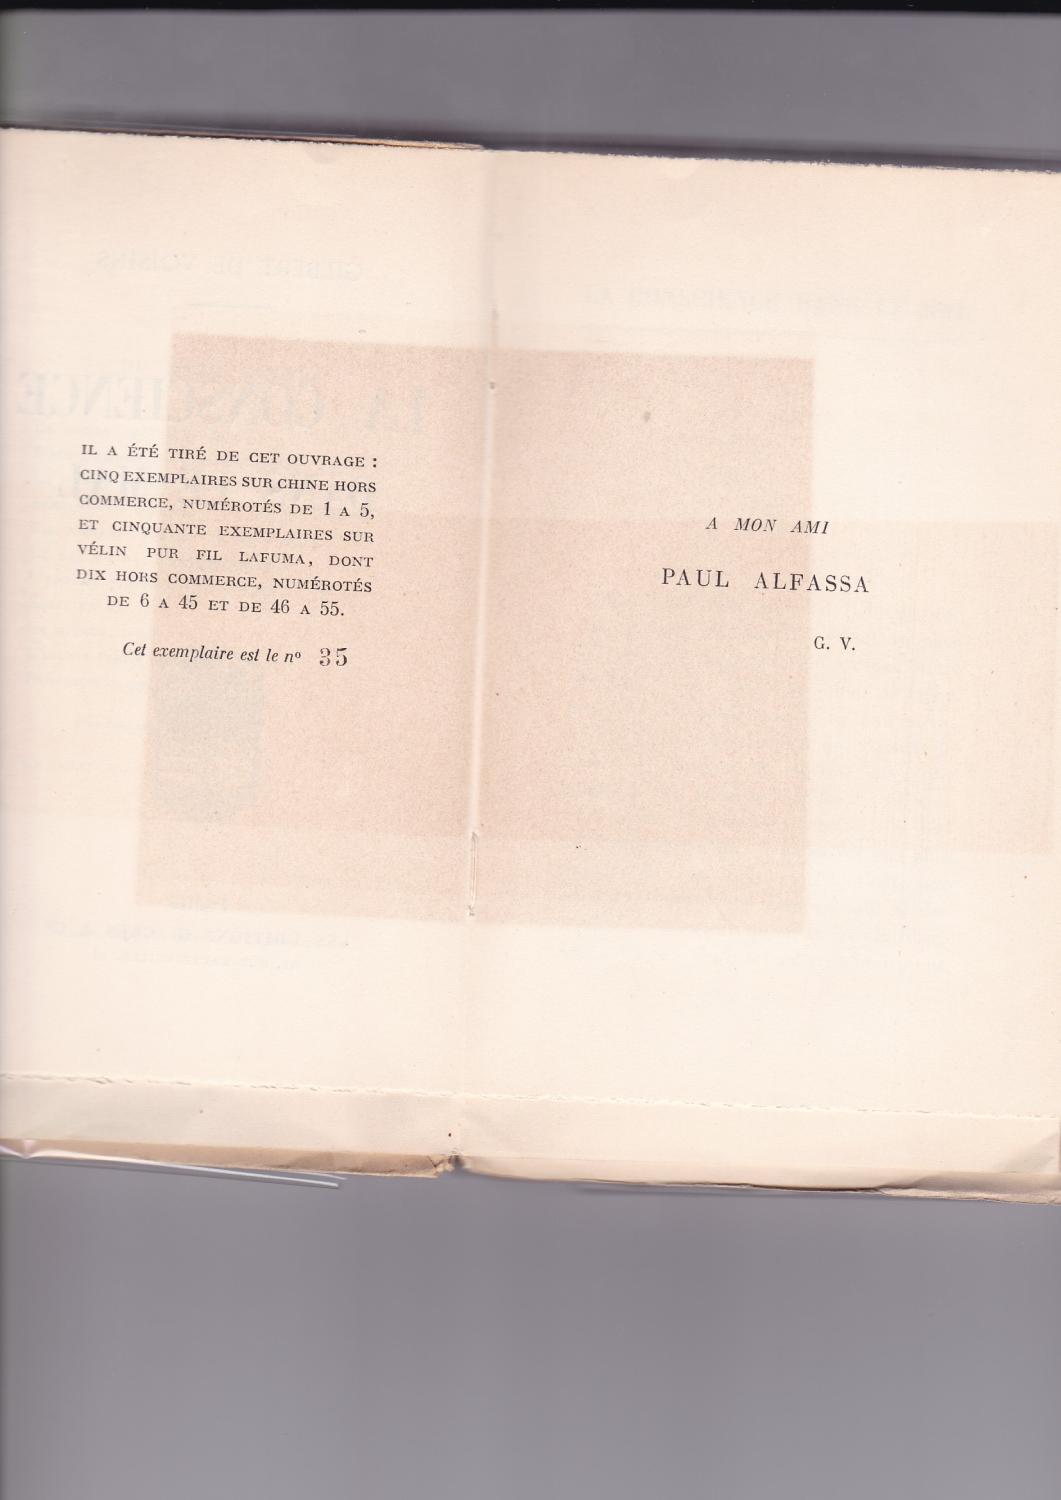 IL A ÉTÉ TIRÉ DE CET OUVRAGE :
CINQ EXEMPLAIRES SUR CHINE HORS
COMMERCE, NUMÉROTÉS DE 1 A 5,
ET CINQUANTE EXEMPLAIRES SUR
VÉLIN PUR FIL LAFUMA, DONT
DIX HORS COMMERCE, NUMÉROTÉS
DE 6 A 45 ET DE 46 A 55.
Cet exemplaire est le nº 35
A MON AMI
PAUL ALFASSA
G. V.